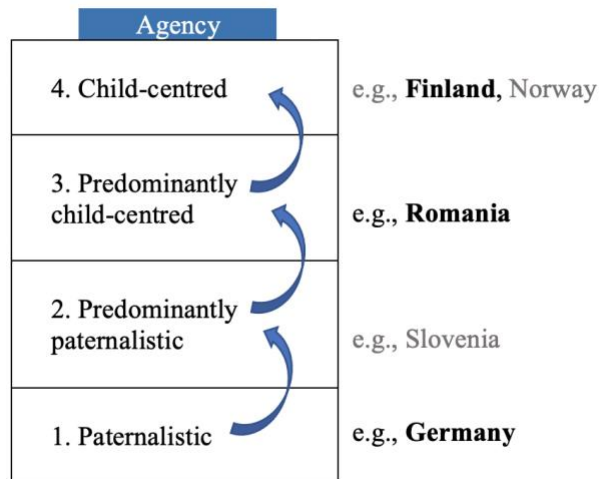 Agency
4. Child-centred
e.g., Finland, Norway
3. Predominantly
child-centred
e.g., Romania
2. Predominantly
paternalistic
e.g., Slovenia
1. Paternalistic
e.g., Germany